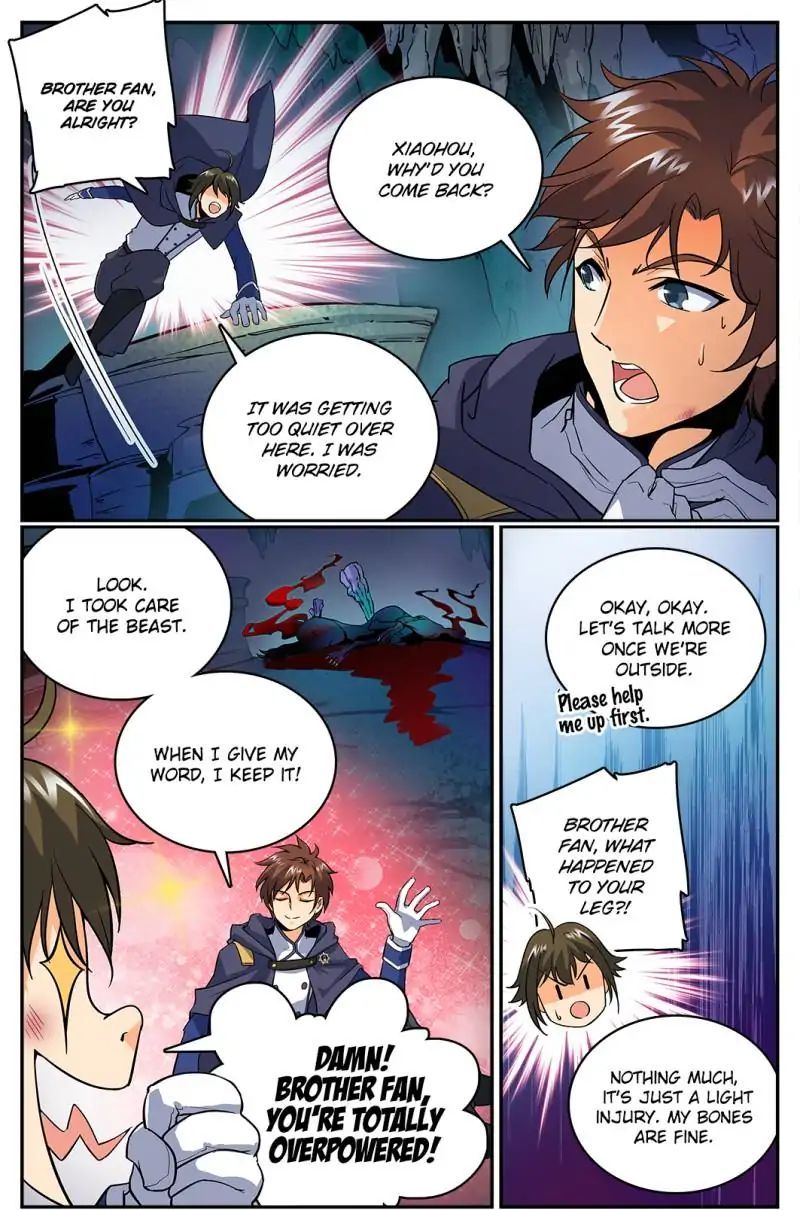 BROTHER FAN,
ARE YOU
ALRIGHT?
XIAOHOU,
WHY'D YOU
COME BACK?
IT WAS GETTING
TOO QUIET OVER
HERE. I WAS
WORRIED.
LOOK.
I TOOK CARE
OF THE BEAST.
WHEN I GIVE MY
WORD, I KEEP IT!
DAMN!
BROTHER FAN,
YOU'RE TOTALLY
OVERPOWERED!
OKAY, OKAY.
LET'S TALK MORE
ONCE WE'RE
OUTSIDE.
Please help
me up first.
BROTHER
FAN, WHAT
HAPPENED
TO YOUR
LEG?!
NOTHING MUCH,
IT'S JUST A LIGHT
INJURY. MY BONES
ARE FINE.